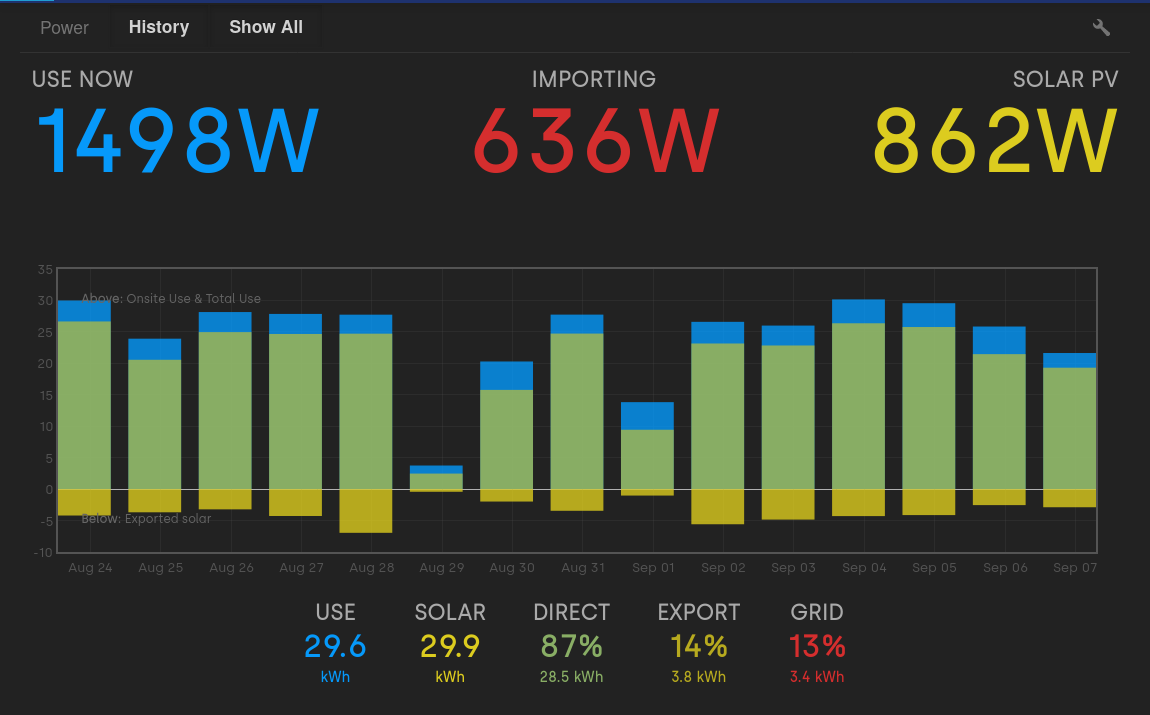 Power History Show All
USE NOW IMPORTING SOLAR PV
1498W 636W 862W
35
30
Above: Onsite Use & Total Use
25
20
15
10
5
0
-5
Below: Exported solar
-10
Aug 24 Aug 25 Aug 26 Aug 27 Aug 28 Aug 29 Aug 30 Aug 31 Sep 01 Sep 02 Sep 03 Sep 04 Sep 05 Sep 06 Sep 07
USE SOLAR DIRECT EXPORT GRID
29.6 29.9 87% 14% 13%
kWh kWh 28.5 kWh 3.8 kWh 3.4 kWh